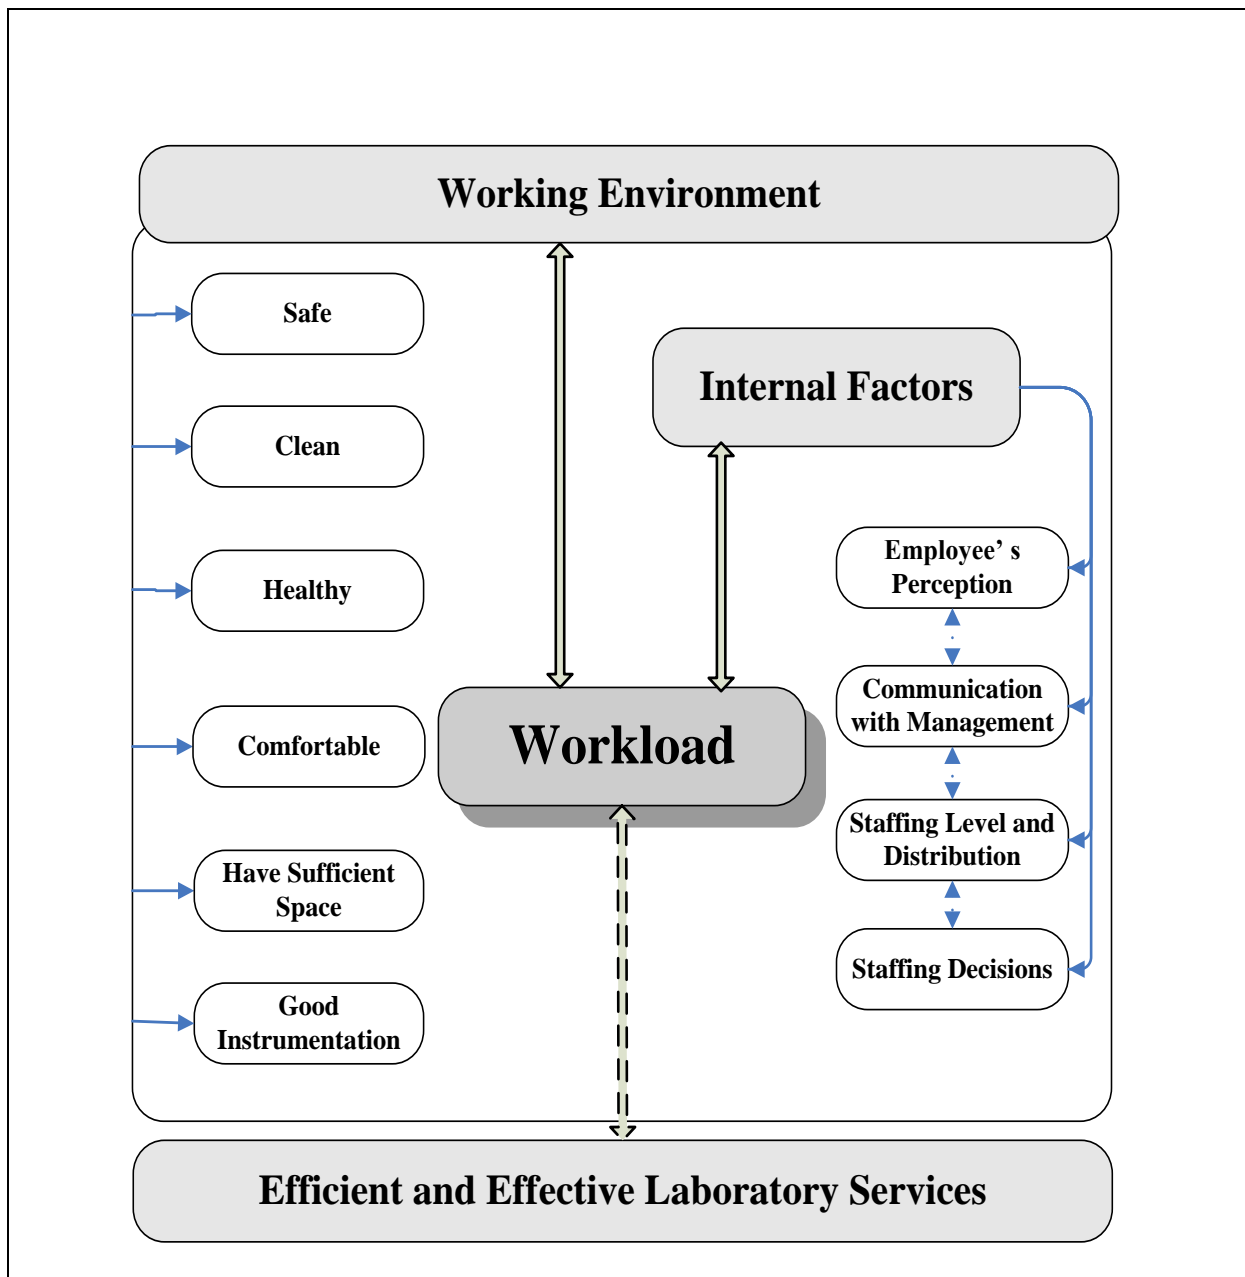 Working Environment
Safe
Clean
Healthy
Comfortable
Have Sufficient
Space
Good
Instrumentation
Internal Factors
Employee’ s
Perception
Communication
with Management
Staffing Level and
Distribution
Staffing Decisions
Workload
Efficient and Effective Laboratory Services